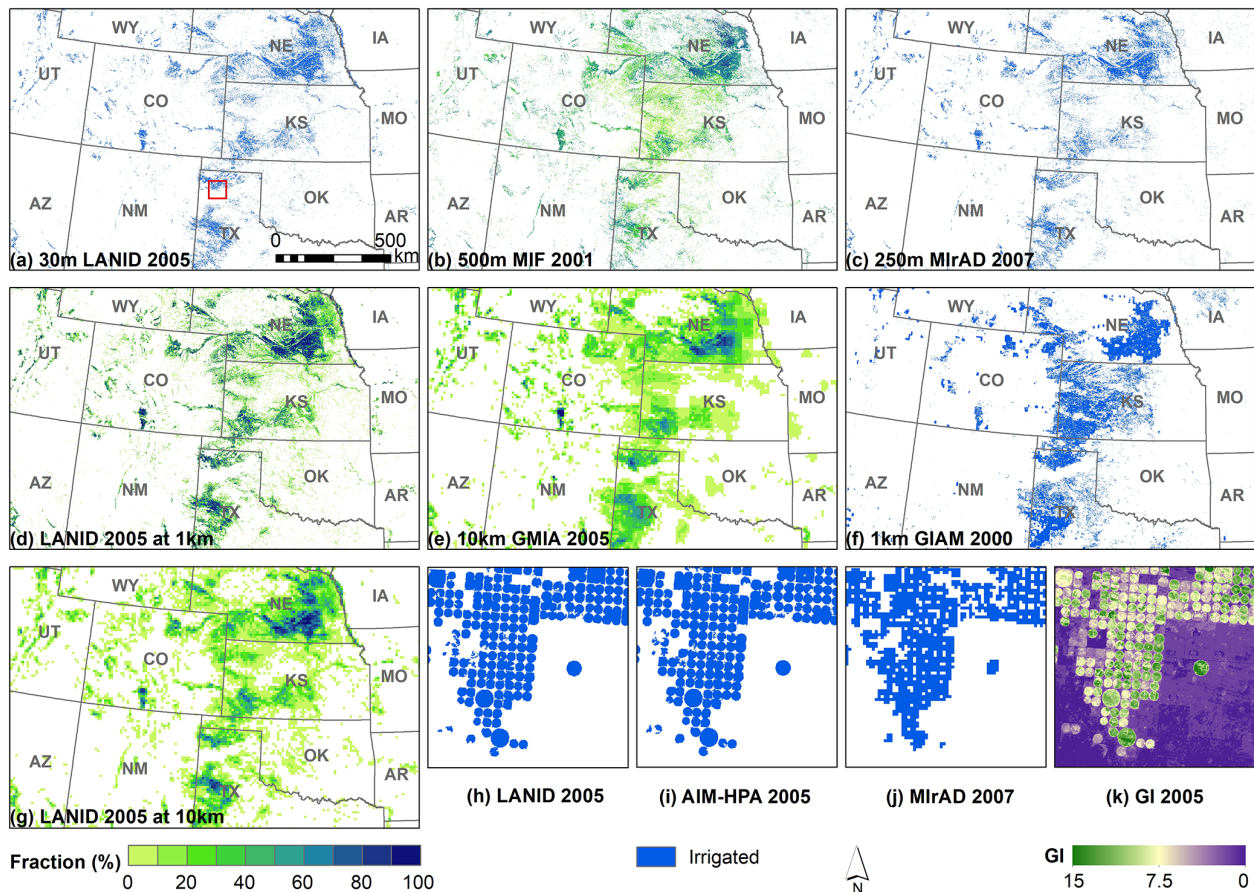 WY
NE
IA
UT
CO
KS
MO
AZ
NM
OK
AR
TX
0 500
km
(a) 30m LANID 2005
WY
NE
IA
UT
CO
KS
MO
AZ
NM
OK
AR
TX
(b) 500m MIF 2001
WY
NE
IA
UT
CO
KS
MO
AZ
NM
OK
AR
TX
(c) 250m MIrAD 2007
WY
NE
IA
UT
CO
KS
MO
AZ
NM
OK
AR
TX
(d) LANID 2005 at 1km
WY
NE
IA
UT
CO
KS
MO
AZ
NM
OK
AR
TX
(e) 10km GMIA 2005
WY
NE
IA
UT
CO
KS
MO
AZ
NM
OK
AR
TX
(f) 1km GIAM 2000
WY
NE
IA
UT
CO
KS
MO
AZ
NM
OK
AR
TX
(g) LANID 2005 at 10km
(h) LANID 2005
(i) AIM-HPA 2005
(j) MIrAD 2007
(k) GI 2005
Fraction (%)
0 20 40 60 80 100
Irrigated
N
GI
15 7.5 0